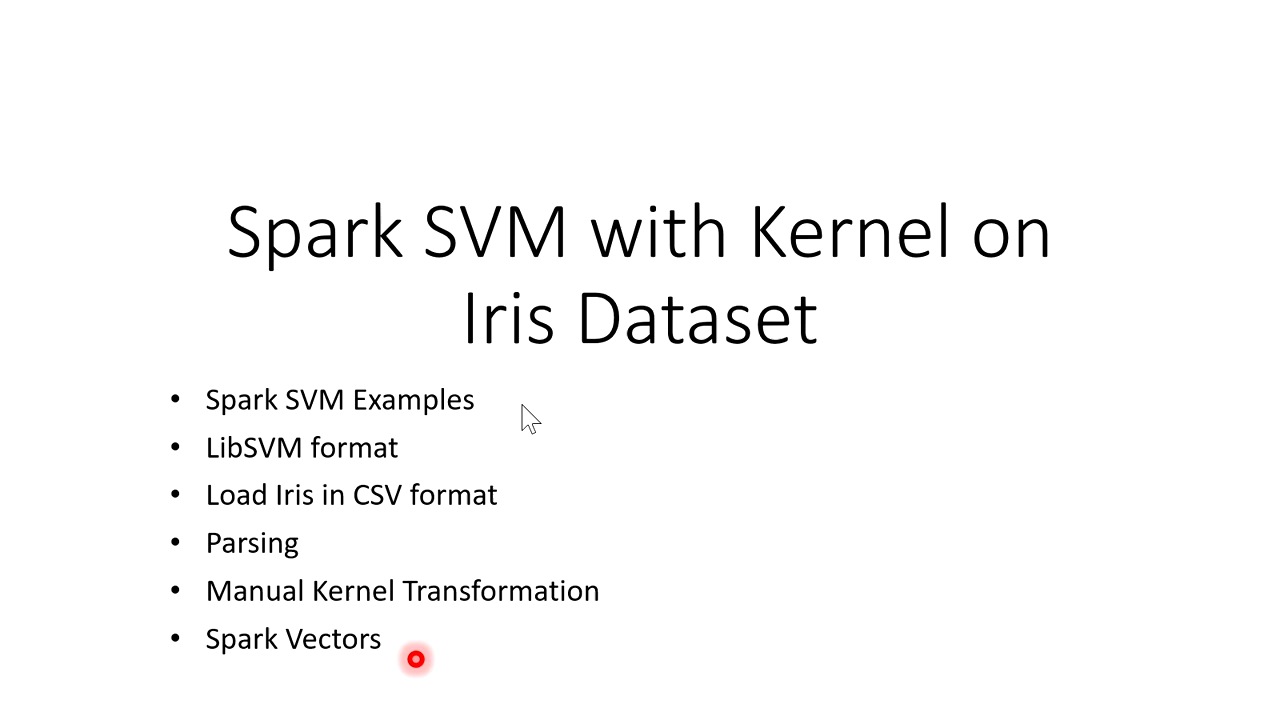 Spark SVM with Kernel on
Iris Dataset
• Spark SVM Examples
• LibSVM format
• Load Iris in CSV format
• Parsing
• Manual Kernel Transformation
• Spark Vectors